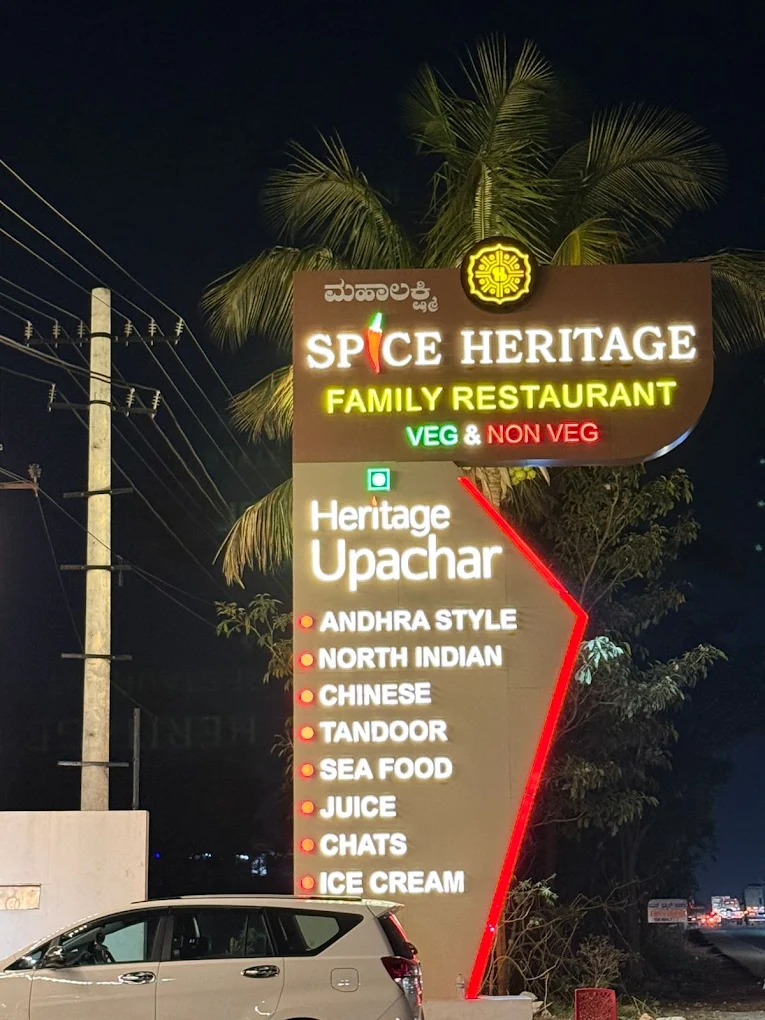 ಮಹಾಲಕ್ಷ್ಮಿ
SPICE HERITAGE
FAMILY RESTAURANT
VEG & NON VEG
Heritage
Upachar
ANDHRA STYLE
NORTH INDIAN
CHINESE
TANDOOR
SEA FOOD
JUICE
CHATS
ICE CREAM